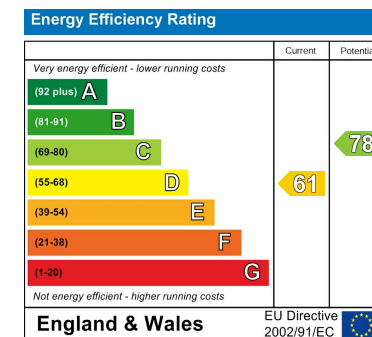 Energy Efficiency Rating
Current Potentia
Very energy efficient - lower running costs
(92 plus) A
(81-91) B
(69-80) C
78
(55-68) D
61
(39-54) E
(21-38) F
(1-20) G
Not energy efficient - higher running costs
England & Wales
EU Directive
2002/91/EC